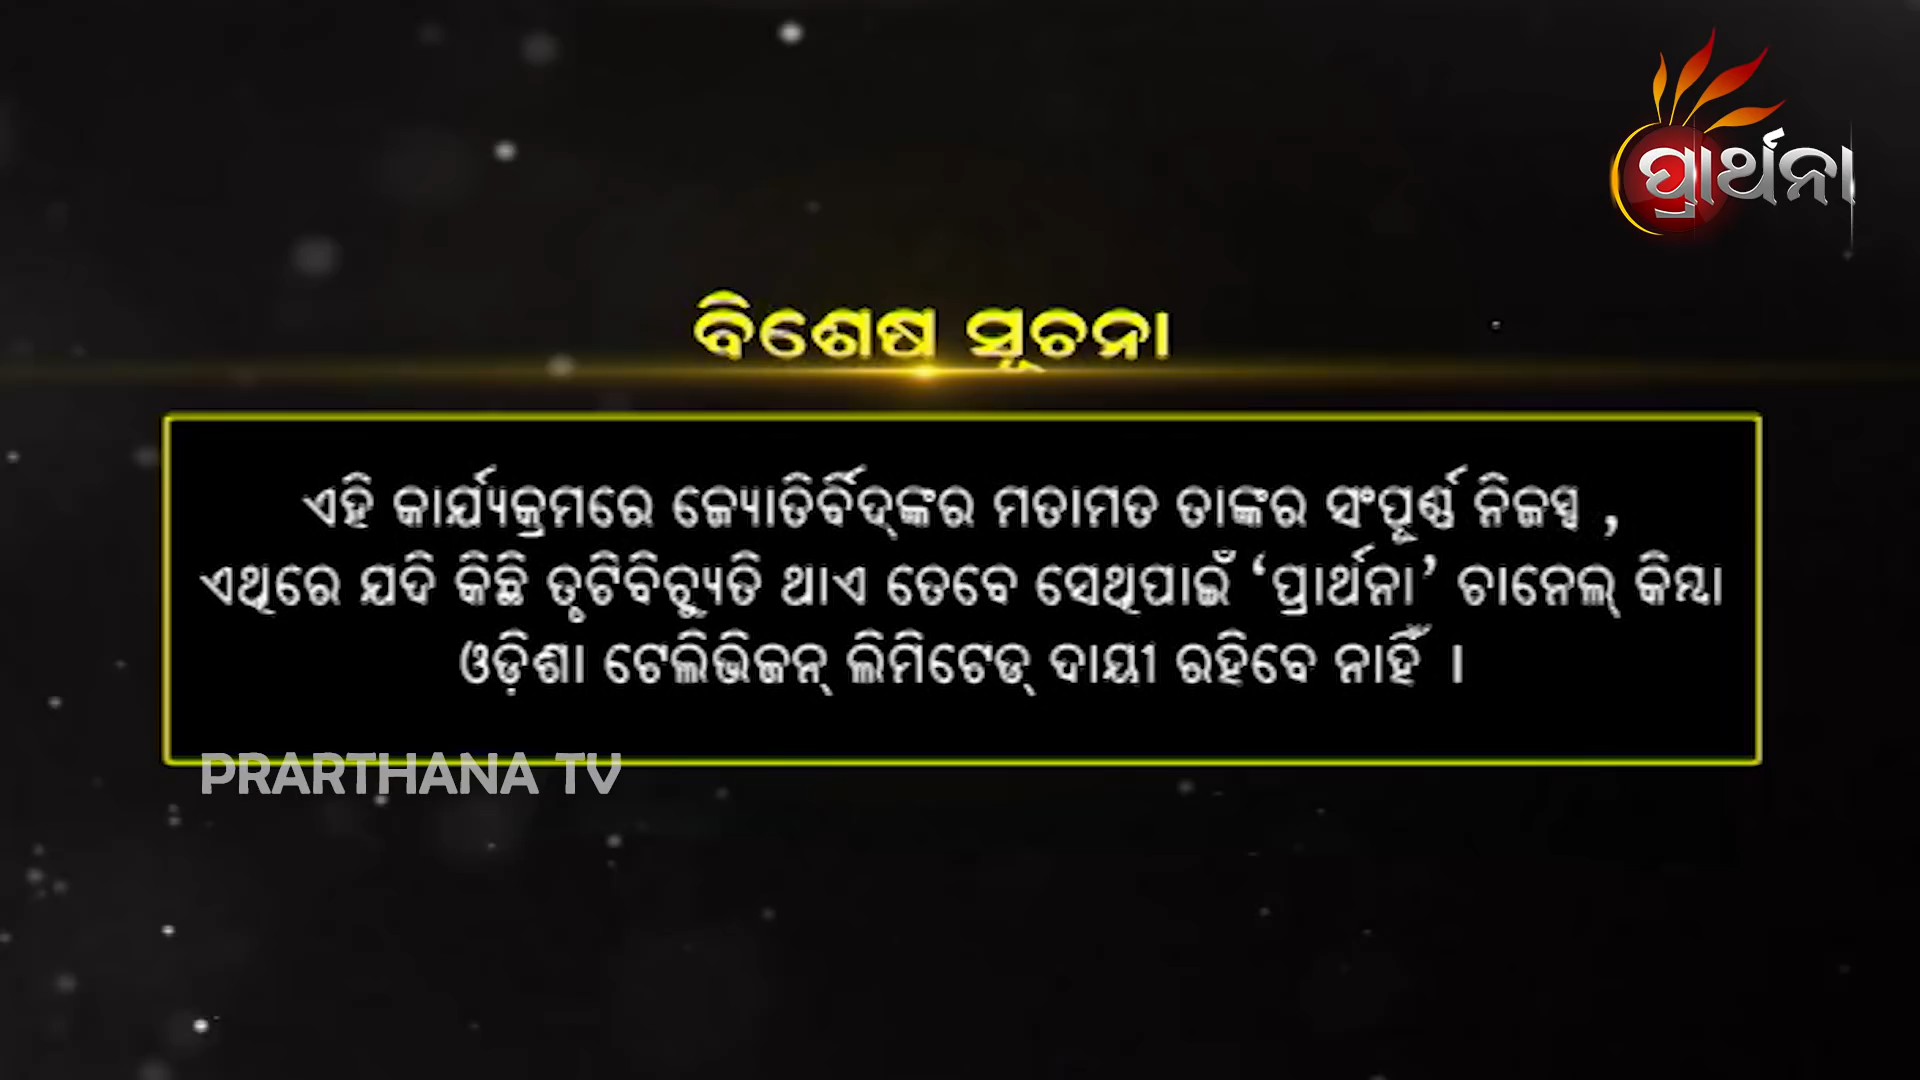 ପ୍ରାର୍ଥନା
ବିଶେଷ ସୂଚନା
ଏହି କାର୍ଯ୍ୟକ୍ରମରେ ଜ୍ୟୋତିର୍ବିଦ୍‌ଙ୍କର ମତାମତ ତାଙ୍କର ସଂପୂର୍ଣ୍ଣ ନିଜସ୍ୱ ,
ଏଥିରେ ଯଦି କିଛି ତୃଟିବିଚ୍ୟୁତି ଥାଏ ତେବେ ସେଥିପାଇଁ ‘ପ୍ରାର୍ଥନା’ ଚାନେଲ୍ କିମ୍ବା
ଓଡ଼ିଶା ଟେଲିଭିଜନ୍ ଲିମିଟେଡ୍ ଦାୟୀ ରହିବେ ନାହିଁ ।
PRARTHANA TV